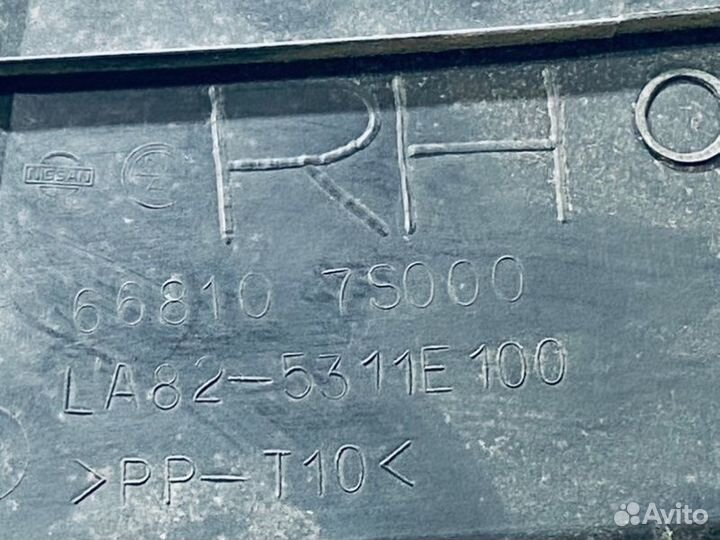 RH
NISSAN
66810 7S000
LA82-5311E100
>PP-T10<
Avito